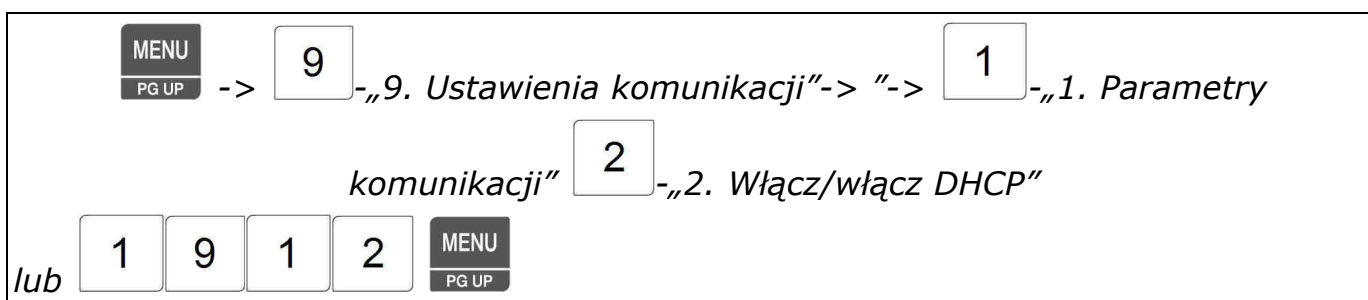 MENU PG UP -> 9 -„9. Ustawienia komunikacji”-> ”-> 1 -„1. Parametry
komunikacji” 2 -„2. Włącz/włącz DHCP”
lub 1 9 1 2 MENU PG UP